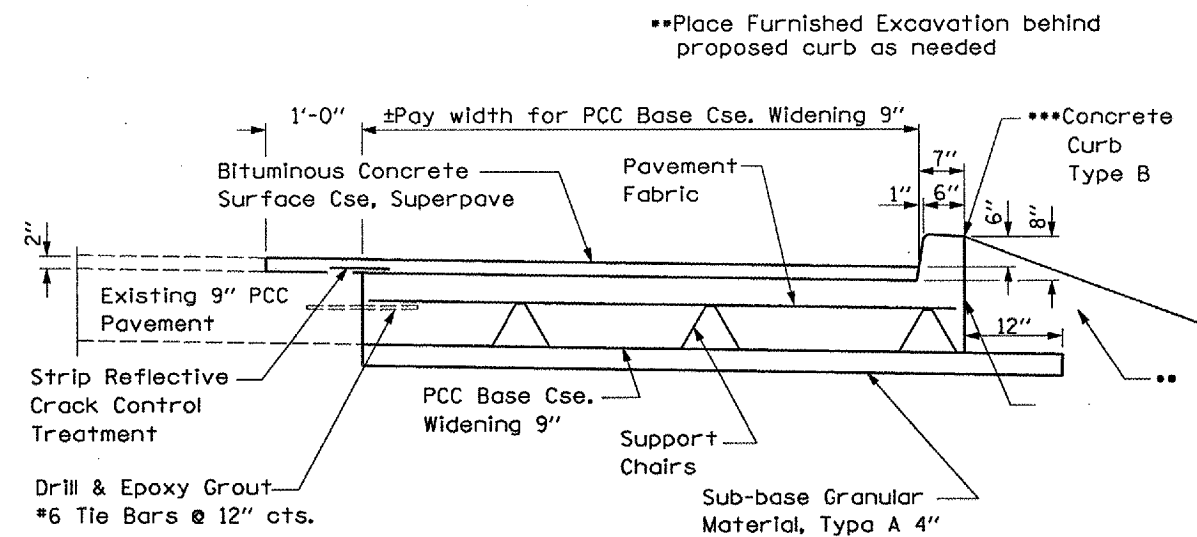 ••Place Furnished Excavation behind
proposed curb as needed
1'-0"
±Pay width for PCC Base Cse. Widening 9"
•••Concrete
Curb
Type B
7"
1"
6"
6"
8"
Bituminous Concrete
Surface Cse, Superpave
Pavement
Fabric
2"
Existing 9" PCC
Pavement
12"
••
Strip Reflective
Crack Control
Treatment
PCC Base Cse.
Widening 9"
Support
Chairs
Drill & Epoxy Grout
#6 Tie Bars @ 12" cts.
Sub-base Granular
Material, Typa A 4"